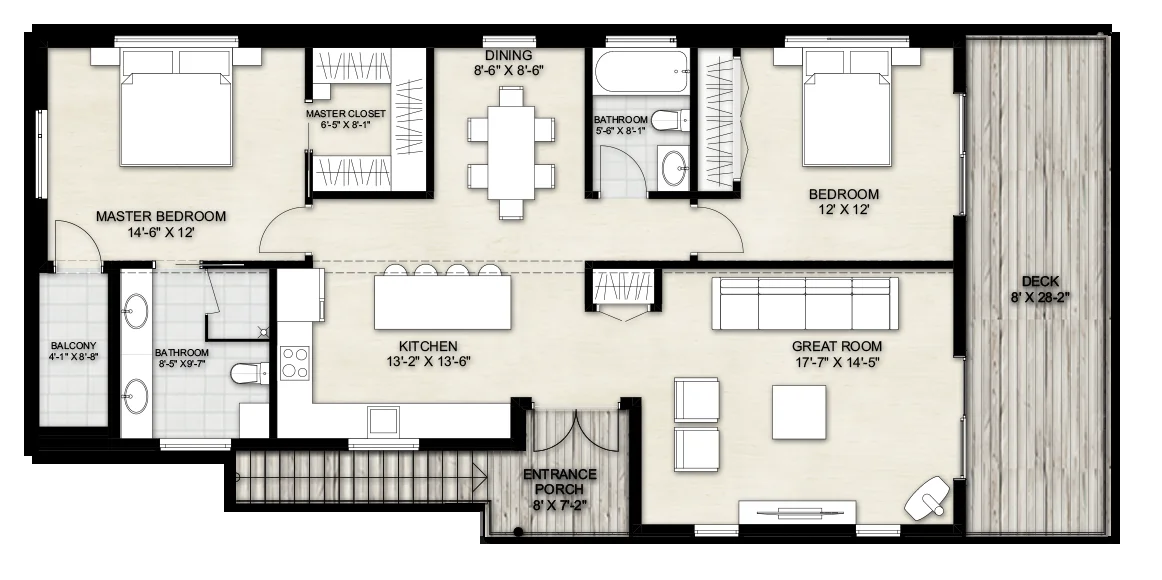 DINING
8'-6" X 8'-6"
MASTER CLOSET
6'-5" X 8'-1"
BATHROOM
5'-6" X 8'-1"
MASTER BEDROOM
14'-6" X 12'
BEDROOM
12' X 12'
DECK
8' X 28-2"
BALCONY
4'-1" X 8'-8"
BATHROOM
8'-5" X9'-7"
KITCHEN
13'-2" X 13'-6"
GREAT ROOM
17'-7" X 14'-5"
ENTRANCE
PORCH
8' X 7'-2"